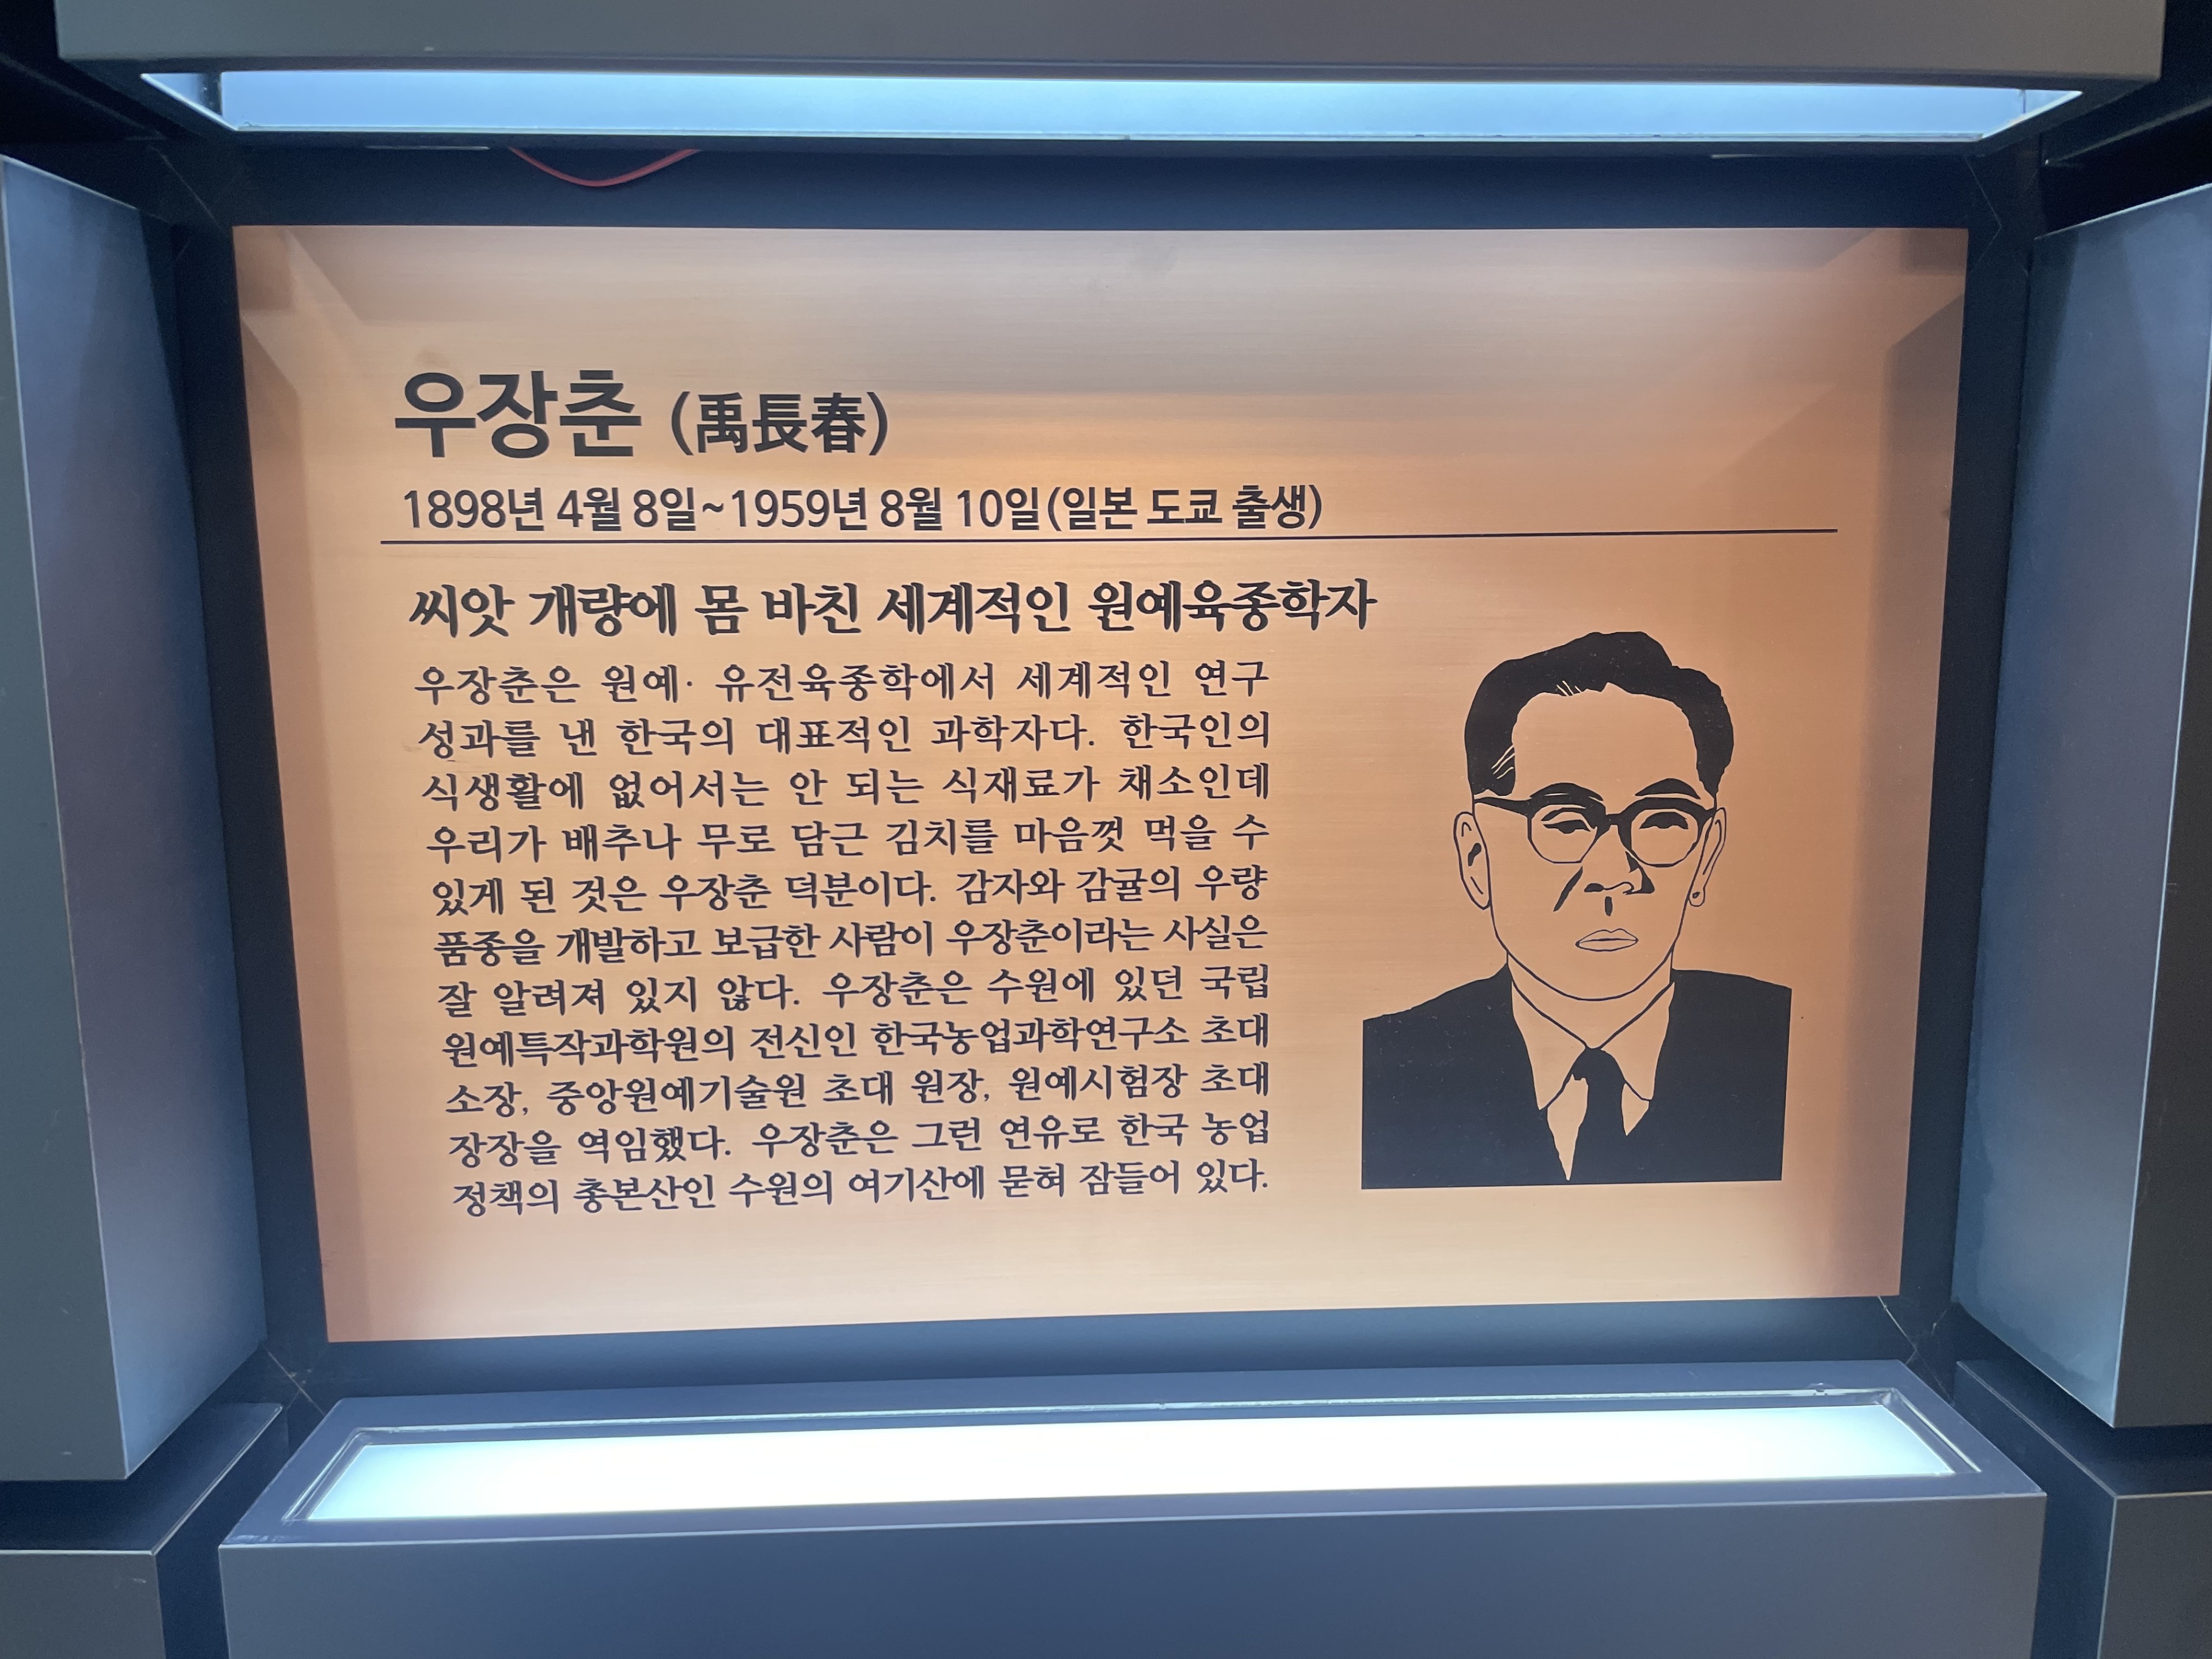 우장춘 (禹長春)
1898년 4월 8일~1959년 8월 10일(일본 도쿄 출생)
씨앗 개량에 몸 바친 세계적인 원예육종학자
우장춘은 원예· 유전육종학에서 세계적인 연구
성과를 낸 한국의 대표적인 과학자다. 한국인의
식생활에 없어서는 안 되는 식재료가 채소인데
우리가 배추나 무로 담근 김치를 마음껏 먹을 수
있게 된 것은 우장춘 덕분이다. 감자와 감귤의 우량
품종을 개발하고 보급한 사람이 우장춘이라는 사실은
잘 알려져 있지 않다. 우장춘은 수원에 있던 국립
원예특작과학원의 전신인 한국농업과학연구소 초대
소장, 중앙원예기술원 초대 원장, 원예시험장 초대
장장을 역임했다. 우장춘은 그런 연유로 한국 농업
정책의 총본산인 수원의 여기산에 묻혀 잠들어 있다.